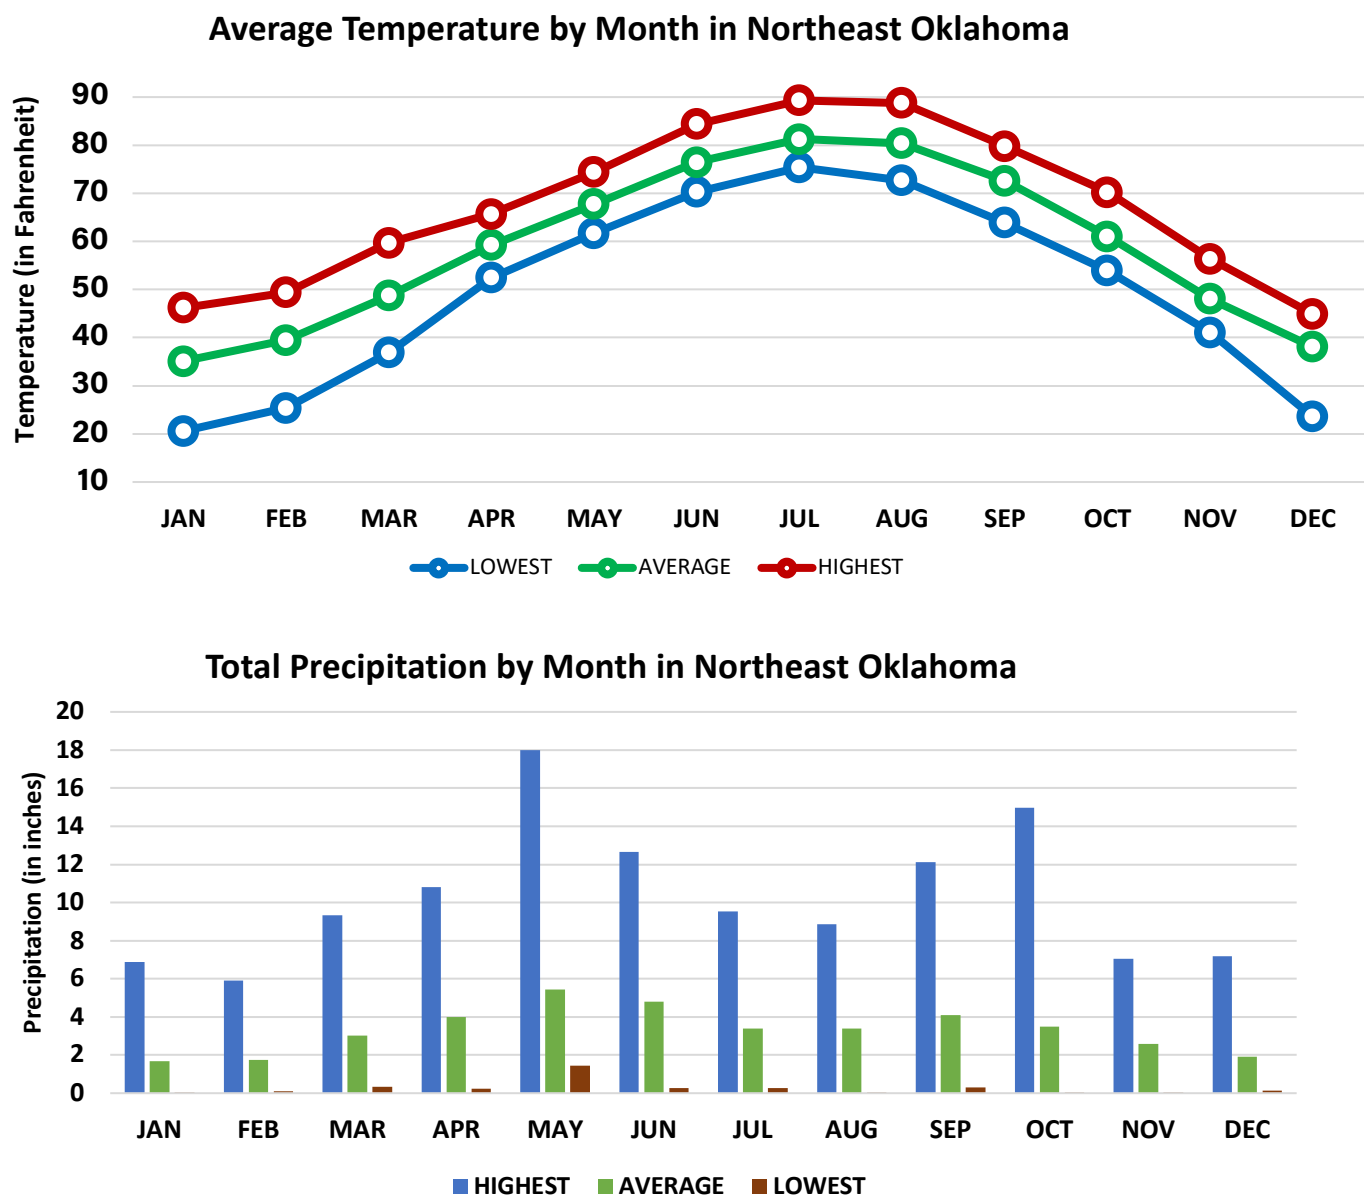 Average Temperature by Month in Northeast Oklahoma
Temperature (in Fahrenheit)
90
80
70
60
50
40
30
20
10
JAN FEB MAR APR MAY JUN JUL AUG SEP OCT NOV DEC
LOWEST AVERAGE HIGHEST
Total Precipitation by Month in Northeast Oklahoma
Precipitation (in inches)
20
18
16
14
12
10
8
6
4
2
0
JAN FEB MAR APR MAY JUN JUL AUG SEP OCT NOV DEC
HIGHEST AVERAGE LOWEST